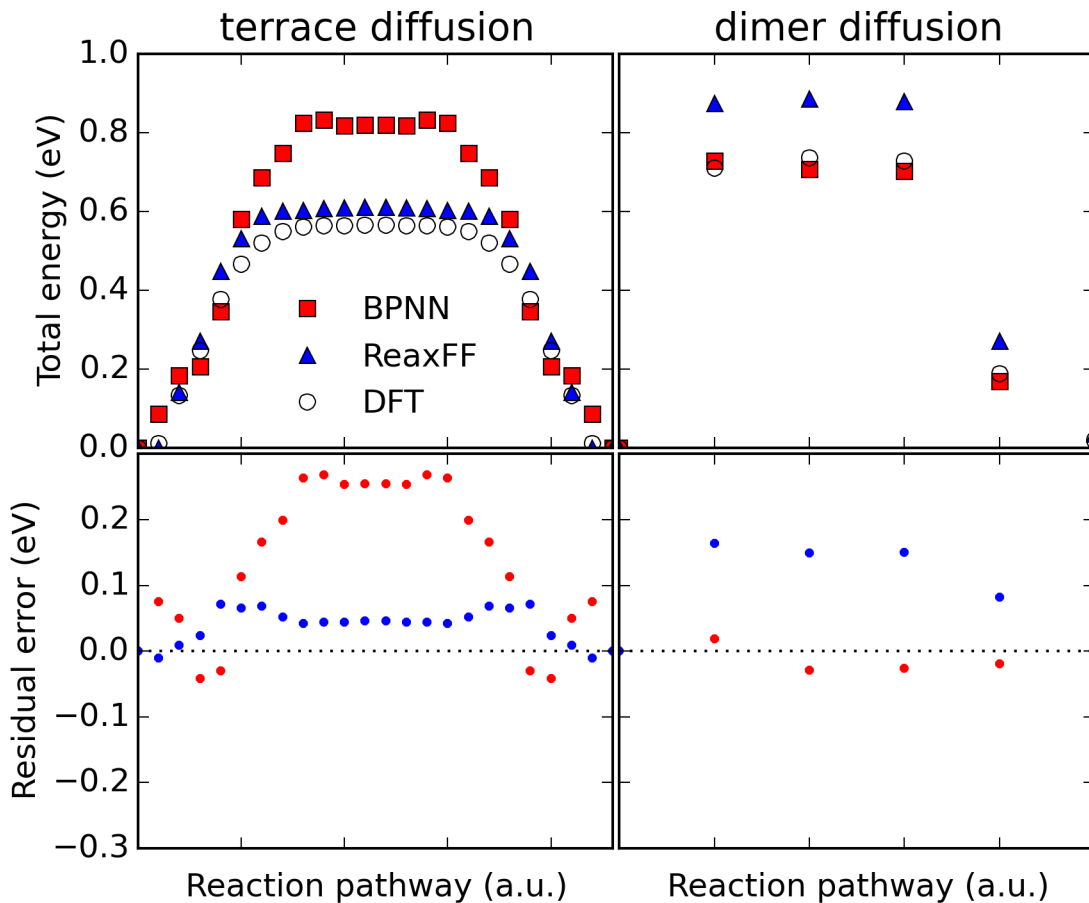 terrace diffusion
dimer diffusion
Total energy (eV)
1.0
0.8
0.6
0.4
0.2
0.0
BPNN
ReaxFF
DFT
Residual error (eV)
0.2
0.1
0.0
−0.1
−0.2
−0.3
Reaction pathway (a.u.)
Reaction pathway (a.u.)